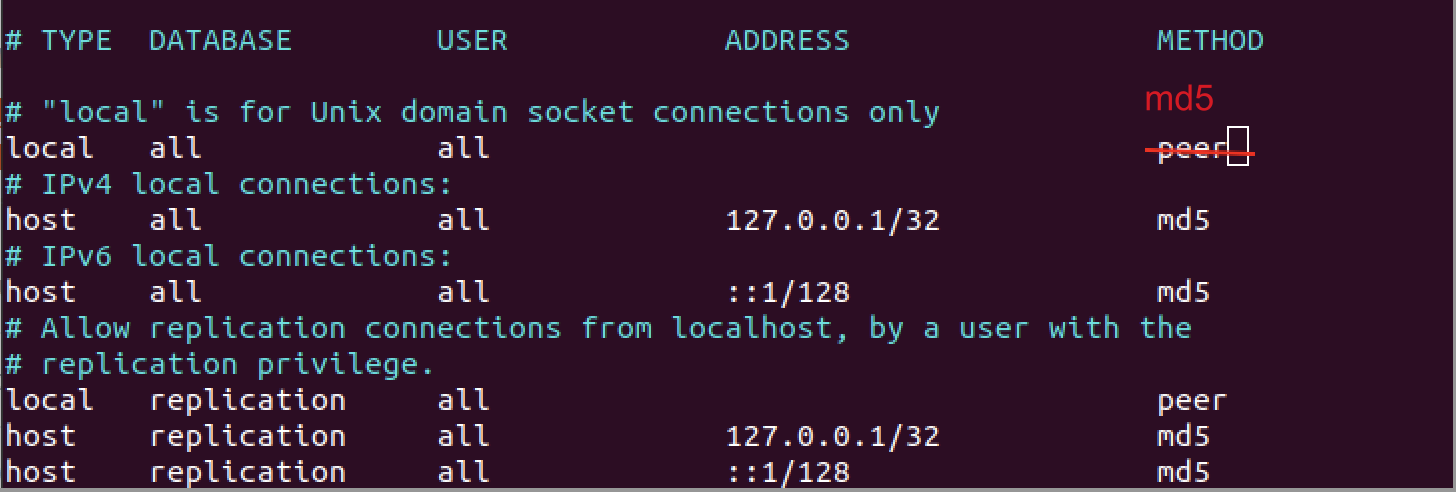 # TYPE  DATABASE        USER            ADDRESS                 METHOD
md5
# "local" is for Unix domain socket connections only
local   all             all                                     peer
# IPv4 local connections:
host    all             all             127.0.0.1/32            md5
# IPv6 local connections:
host    all             all             ::1/128                 md5
# Allow replication connections from localhost, by a user with the
# replication privilege.
local   replication     all                                     peer
host    replication     all             127.0.0.1/32            md5
host    replication     all             ::1/128                 md5